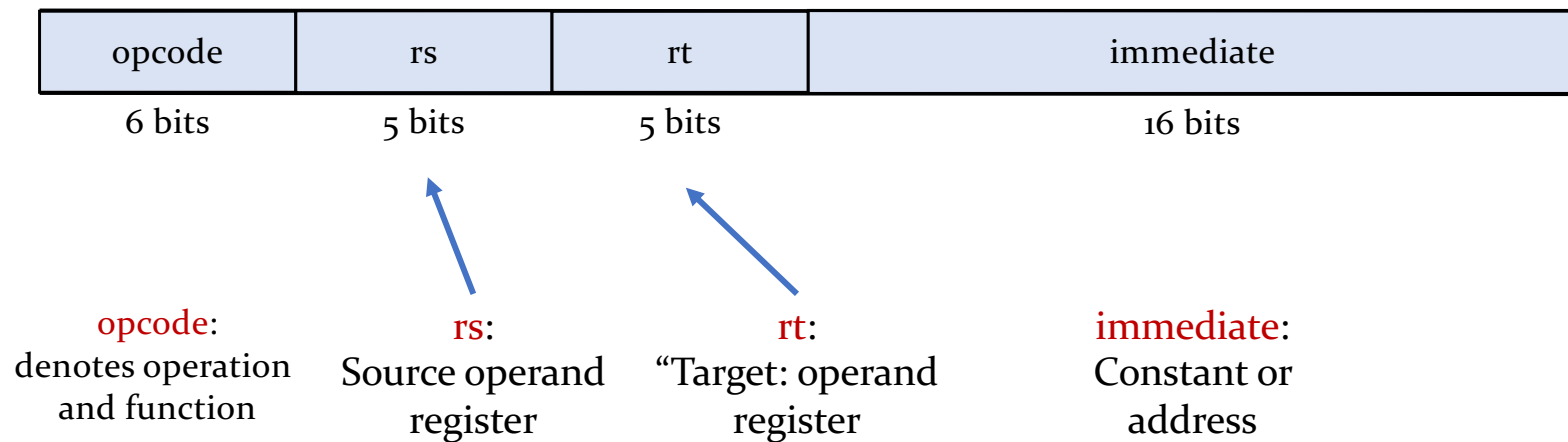 opcode rs rt immediate
6 bits 5 bits 5 bits 16 bits
opcode:
denotes operation
and function
rs:
Source operand
register
rt:
“Target: operand
register
immediate:
Constant or
address